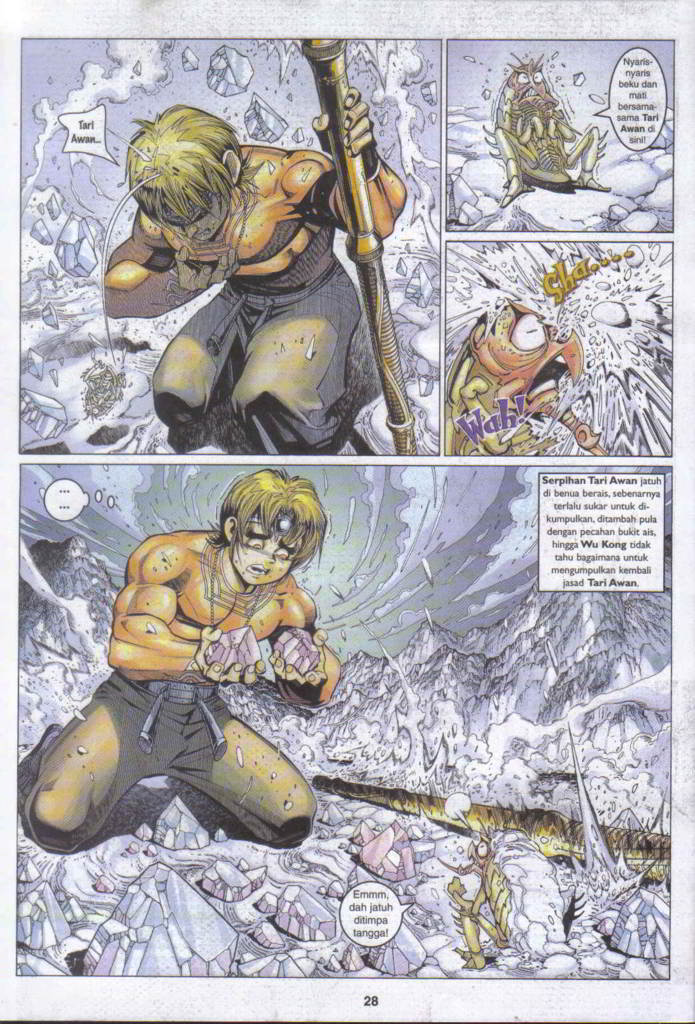 Tari
Awan...
Nyaris-
nyaris
beku dan
mati
bersama-
sama Tari
Awan di
sini!
Cha.....
Wah!
...
...
Serpihan Tari Awan jatuh
di benua berais, sebenarnya
terlalu sukar untuk di-
kumpulkan, ditambah pula
dengan pecahan bukit ais,
hingga Wu Kong tidak
tahu bagaimana untuk
mengumpulkan kembali
jasad Tari Awan.
Emmm,
dah jatuh
ditimpa
tangga!
28